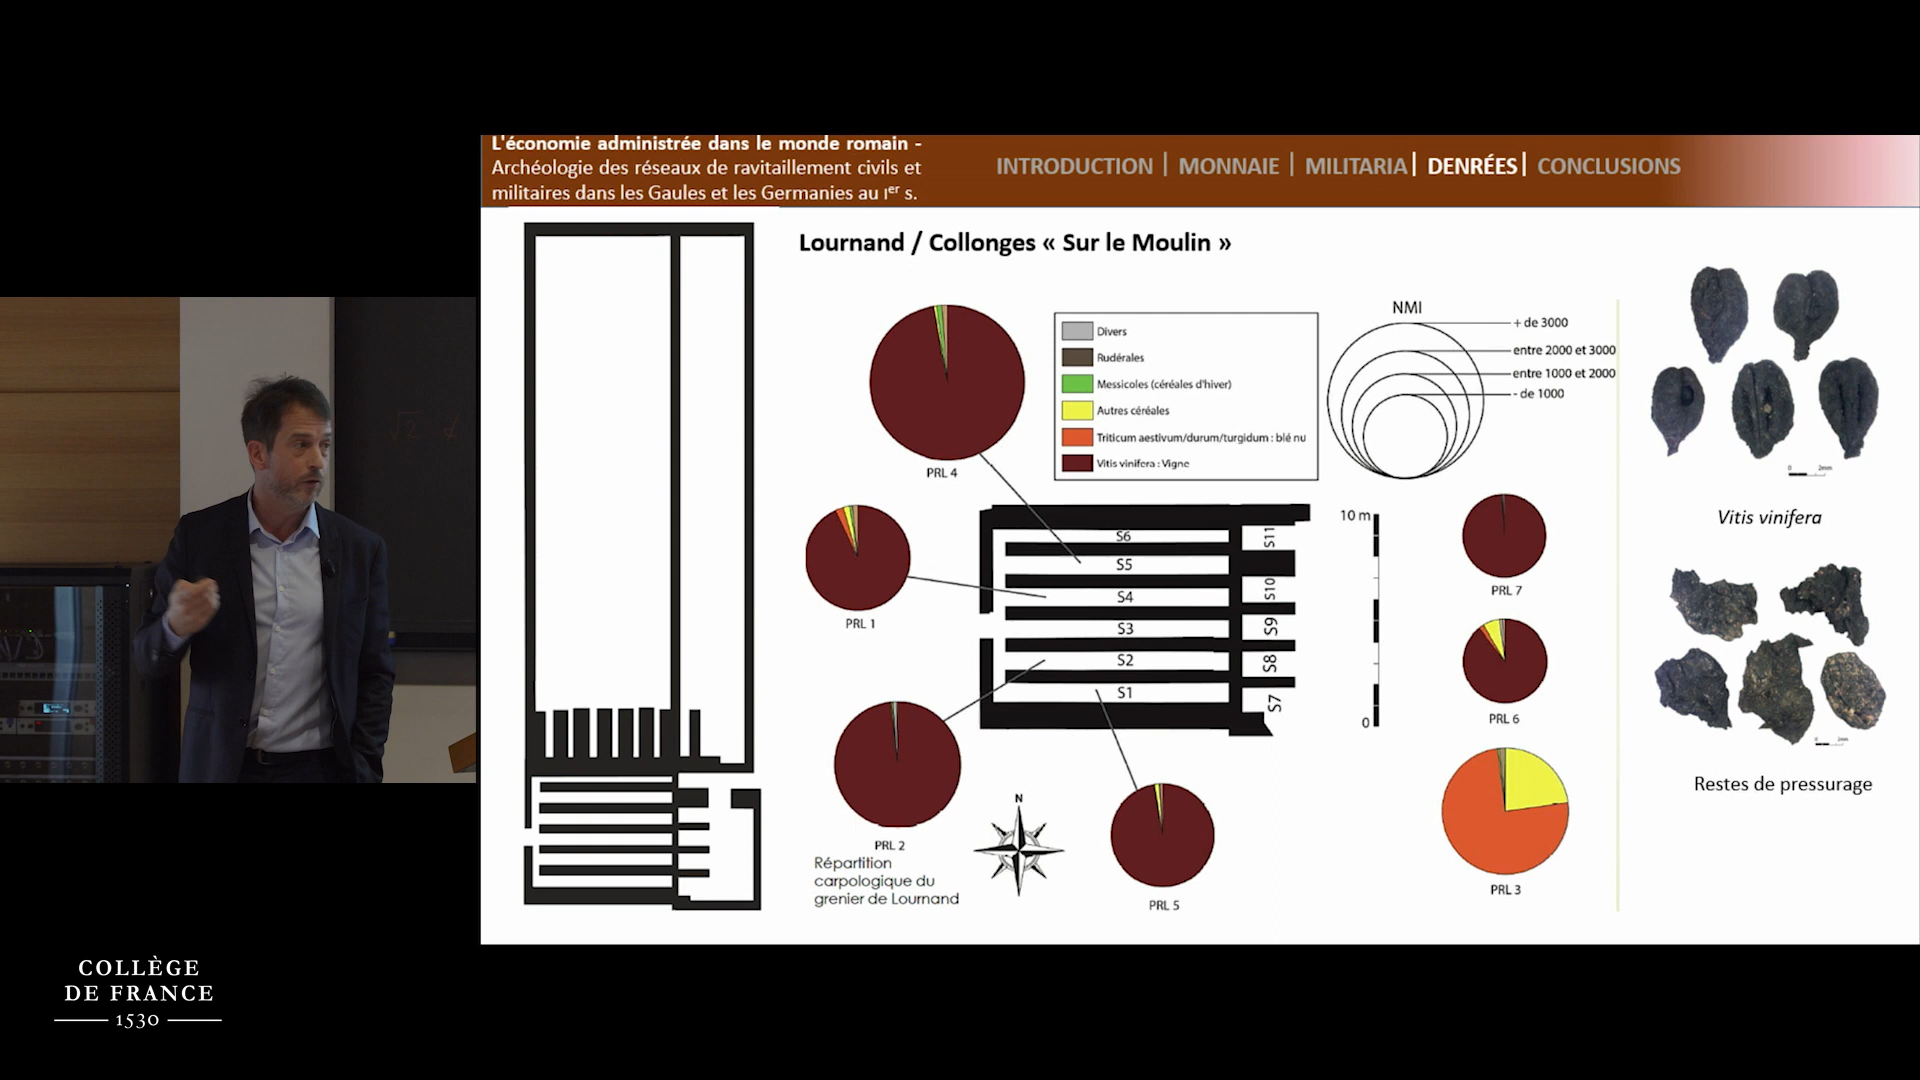 L'économie administrée dans le monde romain -
Archéologie des réseaux de ravitaillement civils et
militaires dans les Gaules et les Germanies au Iᵉʳ s.
INTRODUCTION | MONNAIE | MILITARIA | DENRÉES | CONCLUSIONS
Lournand / Collonges « Sur le Moulin »
PRL 4
Divers
Rudérales
Messicoles (céréales d'hiver)
Autres céréales
Triticum aestivum/durum/turgidum : blé nu
Vitis vinifera : Vigne
NMI
+ de 3000
entre 2000 et 3000
entre 1000 et 2000
- de 1000
0 2mm
Vitis vinifera
PRL 1
S6
S5
S4
S3
S2
S1
S11
S10
S9
S8
S7
10 m
0
PRL 7
PRL 6
PRL 3
PRL 2
Répartition
carpologique du
grenier de Lournand
N
PRL 5
0 2mm
Restes de pressurage
COLLÈGE
DE FRANCE
1530